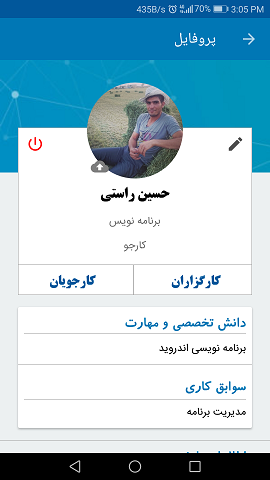 435B/s 70% 3:05 PM
پروفایل
حسین راستی
برنامه نویس
کارجو
کارگزاران
کارجویان
دانش تخصصی و مهارت
برنامه نویسی اندروید
سوابق کاری
مدیریت برنامه